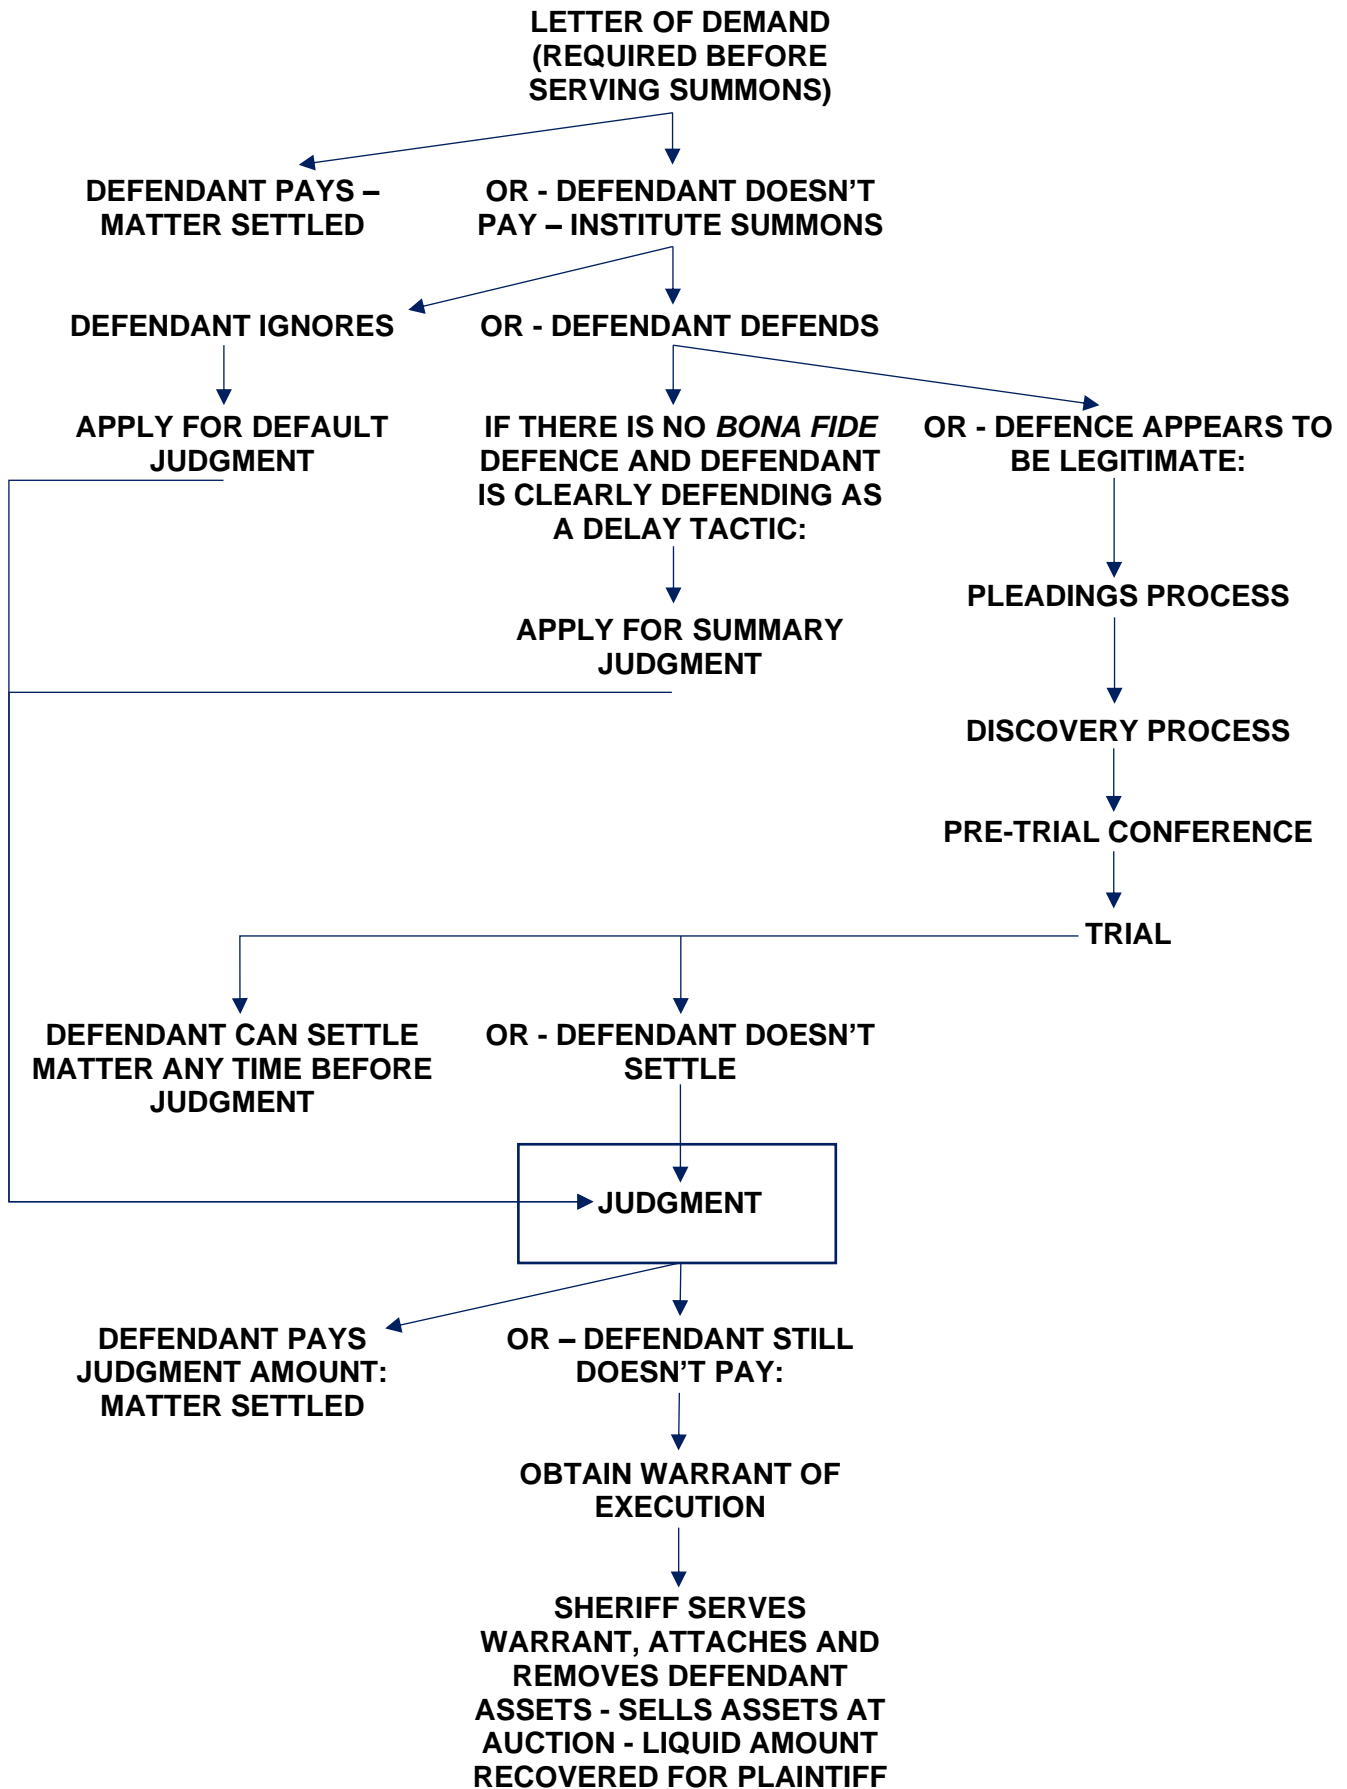 LETTER OF DEMAND
(REQUIRED BEFORE
SERVING SUMMONS)
DEFENDANT PAYS –
MATTER SETTLED
OR - DEFENDANT DOESN’T
PAY – INSTITUTE SUMMONS
DEFENDANT IGNORES
OR - DEFENDANT DEFENDS
APPLY FOR DEFAULT
JUDGMENT
IF THERE IS NO BONA FIDE
DEFENCE AND DEFENDANT
IS CLEARLY DEFENDING AS
A DELAY TACTIC:
OR - DEFENCE APPEARS TO
BE LEGITIMATE:
APPLY FOR SUMMARY
JUDGMENT
PLEADINGS PROCESS
DISCOVERY PROCESS
PRE-TRIAL CONFERENCE
TRIAL
DEFENDANT CAN SETTLE
MATTER ANY TIME BEFORE
JUDGMENT
OR - DEFENDANT DOESN’T
SETTLE
JUDGMENT
DEFENDANT PAYS
JUDGMENT AMOUNT:
MATTER SETTLED
OR – DEFENDANT STILL
DOESN’T PAY:
OBTAIN WARRANT OF
EXECUTION
SHERIFF SERVES
WARRANT, ATTACHES AND
REMOVES DEFENDANT
ASSETS - SELLS ASSETS AT
AUCTION - LIQUID AMOUNT
RECOVERED FOR PLAINTIFF